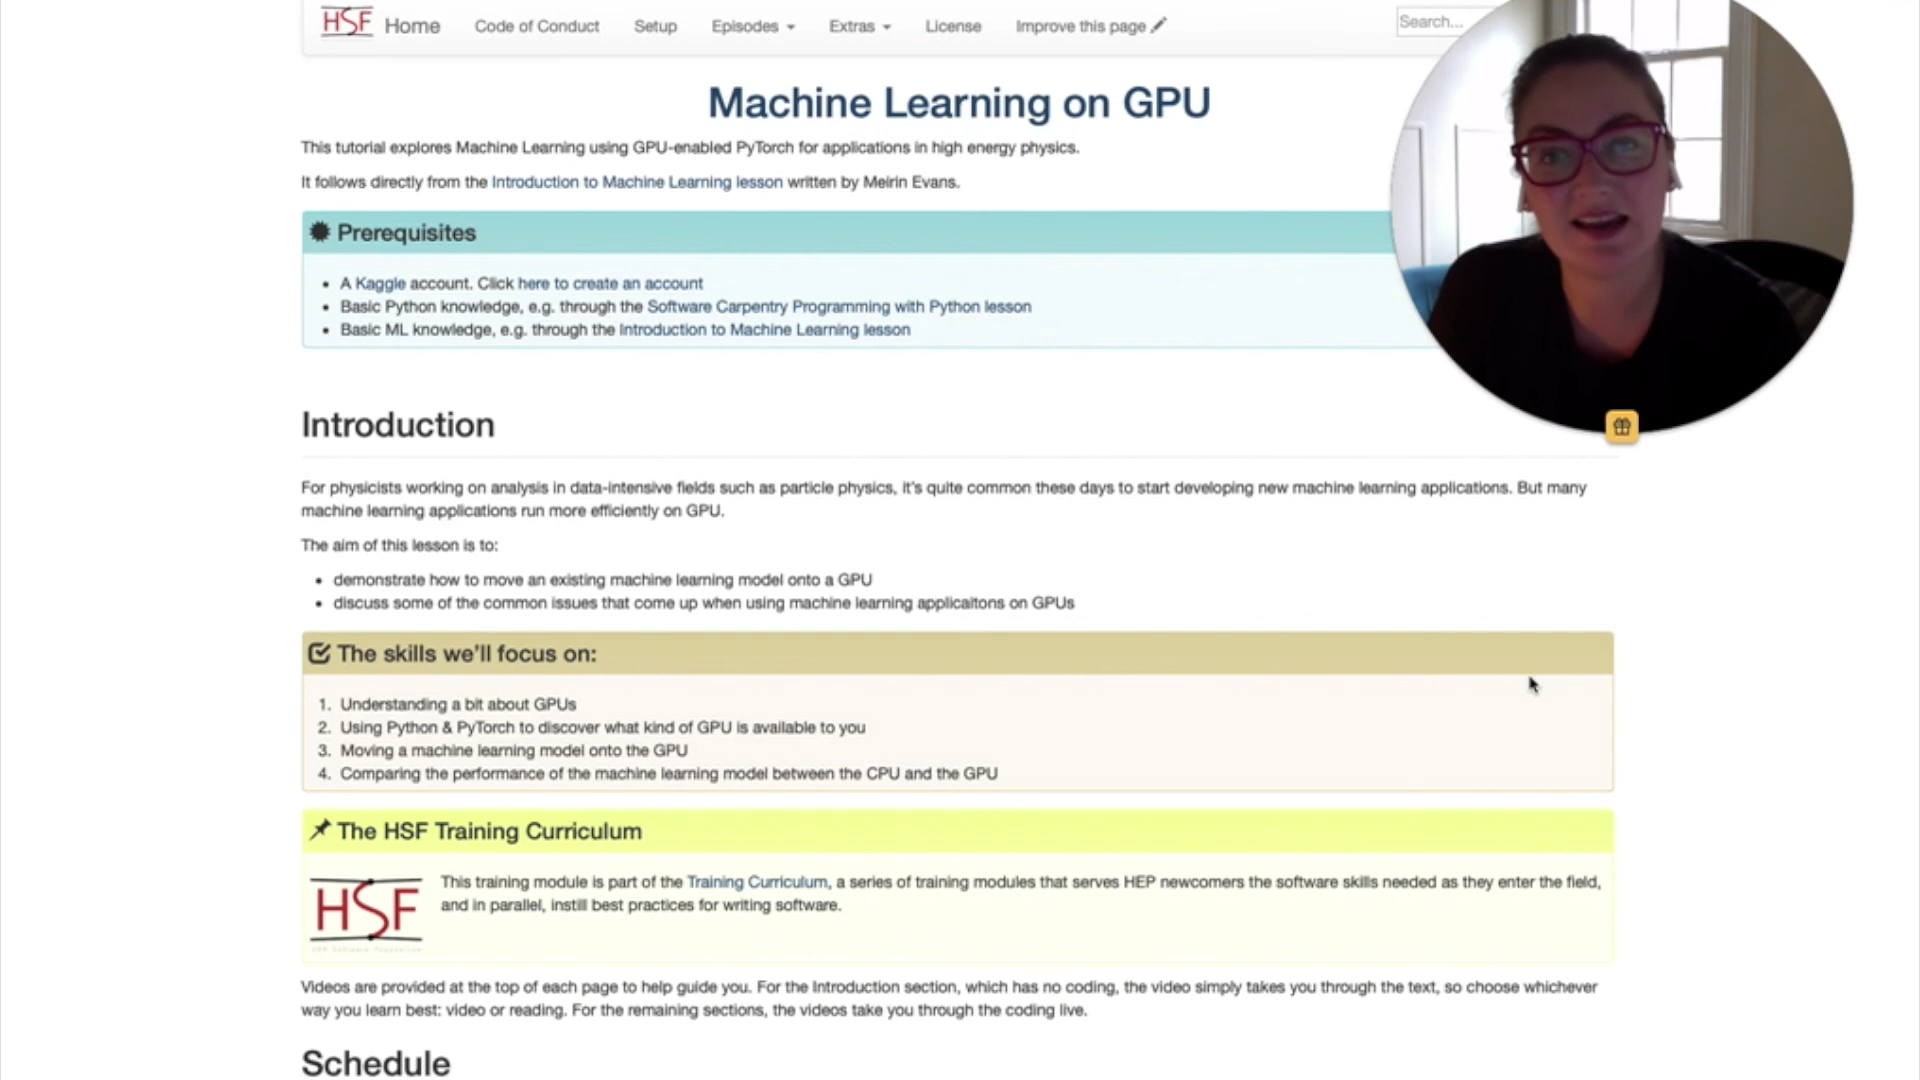 HSF Home Code of Conduct Setup Episodes Extras License Improve this page Search...
Machine Learning on GPU
This tutorial explores Machine Learning using GPU-enabled PyTorch for applications in high energy physics.
It follows directly from the Introduction to Machine Learning lesson written by Meirin Evans.
Prerequisites
• A Kaggle account. Click here to create an account
• Basic Python knowledge, e.g. through the Software Carpentry Programming with Python lesson
• Basic ML knowledge, e.g. through the Introduction to Machine Learning lesson
Introduction
For physicists working on analysis in data-intensive fields such as particle physics, it's quite common these days to start developing new machine learning applications. But many
machine learning applications run more efficiently on GPU.
The aim of this lesson is to:
• demonstrate how to move an existing machine learning model onto a GPU
• discuss some of the common issues that come up when using machine learning applicaitons on GPUs
The skills we'll focus on:
1. Understanding a bit about GPUs
2. Using Python & PyTorch to discover what kind of GPU is available to you
3. Moving a machine learning model onto the GPU
4. Comparing the performance of the machine learning model between the CPU and the GPU
The HSF Training Curriculum
HSF
This training module is part of the Training Curriculum, a series of training modules that serves HEP newcomers the software skills needed as they enter the field,
and in parallel, instill best practices for writing software.
Videos are provided at the top of each page to help guide you. For the Introduction section, which has no coding, the video simply takes you through the text, so choose whichever
way you learn best: video or reading. For the remaining sections, the videos take you through the coding live.
Schedule